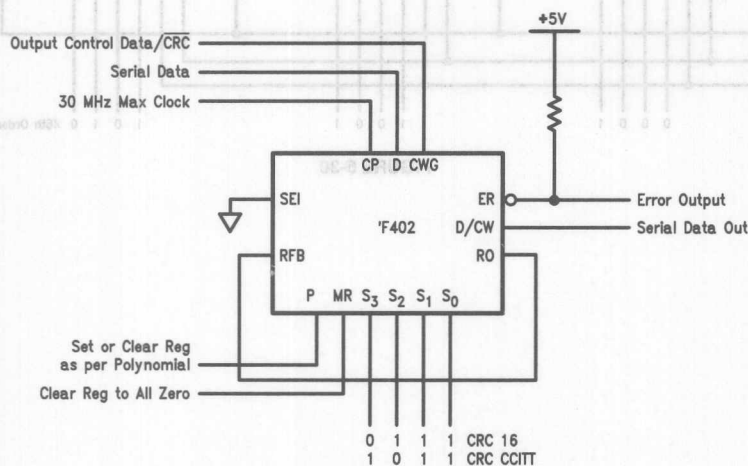 +5V
Output Control Data/CRC
Serial Data
30 MHz Max Clock
CP D CWG
SEI
ER
Error Output
'F402
D/CW
Serial Data Out
RFB
RO
P MR S3 S2 S1 S0
Set or Clear Reg
as per Polynomial
Clear Reg to All Zero
0 1 1 1 CRC 16
1 0 1 1 CRC CCITT